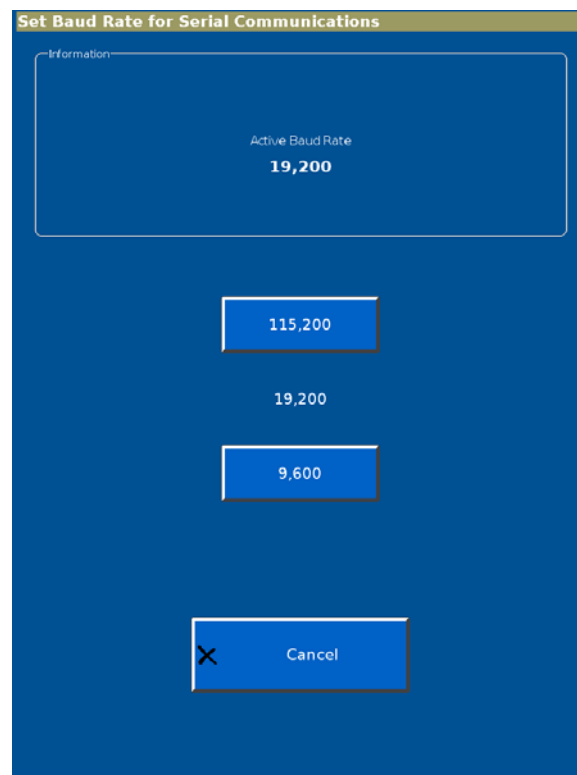 Set Baud Rate for Serial Communications
Information
Active Baud Rate
19,200
115,200
19,200
9,600
Cancel